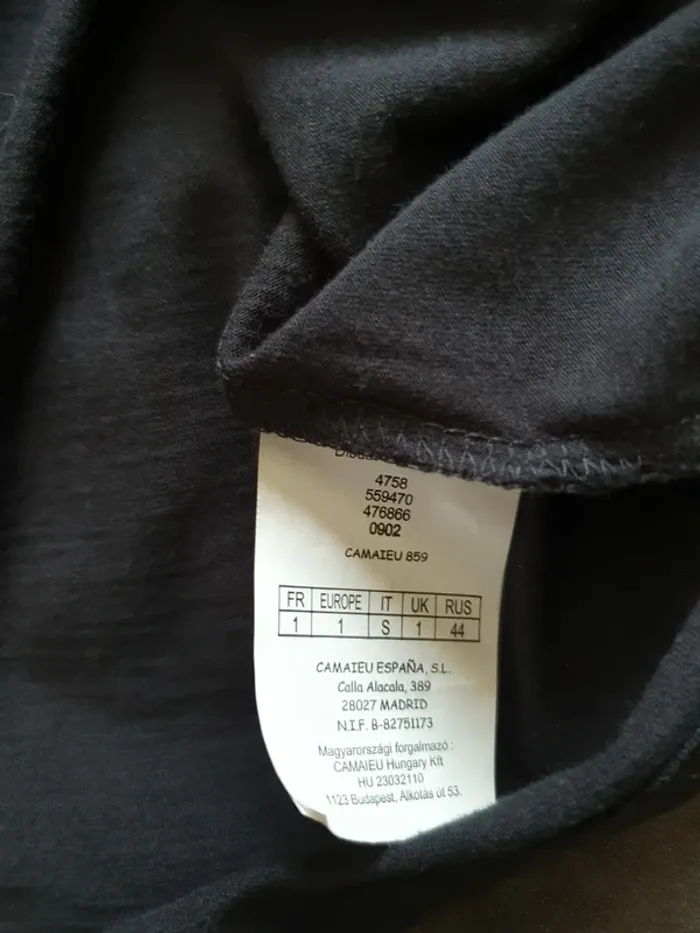 4758
559470
476866
0902
CAMAIEU 859
FR EUROPE IT UK RUS
1 1 S 1 44
CAMAIEU ESPAÑA, S.L.
Calla Alacala, 389
28027 MADRID
N.I.F. B-82751173
Magyarországi forgalmazó :
CAMAIEU Hungary Kft
HU 23032110
1123 Budapest, Alkotás út 53.